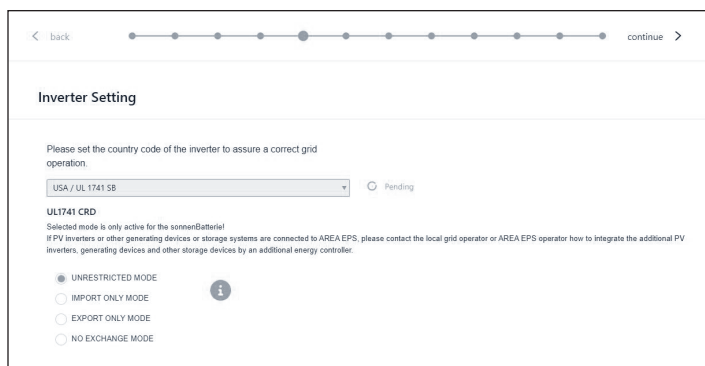 back
continue
Inverter Setting
Please set the country code of the inverter to assure a correct grid
operation.
USA / UL 1741 SB
Pending
UL1741 CRD
Selected mode is only active for the sonnenBatterie!
If PV inverters or other generating devices or storage systems are connected to AREA EPS, please contact the local grid operator or AREA EPS operator how to integrate the additional PV
inverters, generating devices and other storage devices by an additional energy controller.
UNRESTRICTED MODE
i
IMPORT ONLY MODE
EXPORT ONLY MODE
NO EXCHANGE MODE